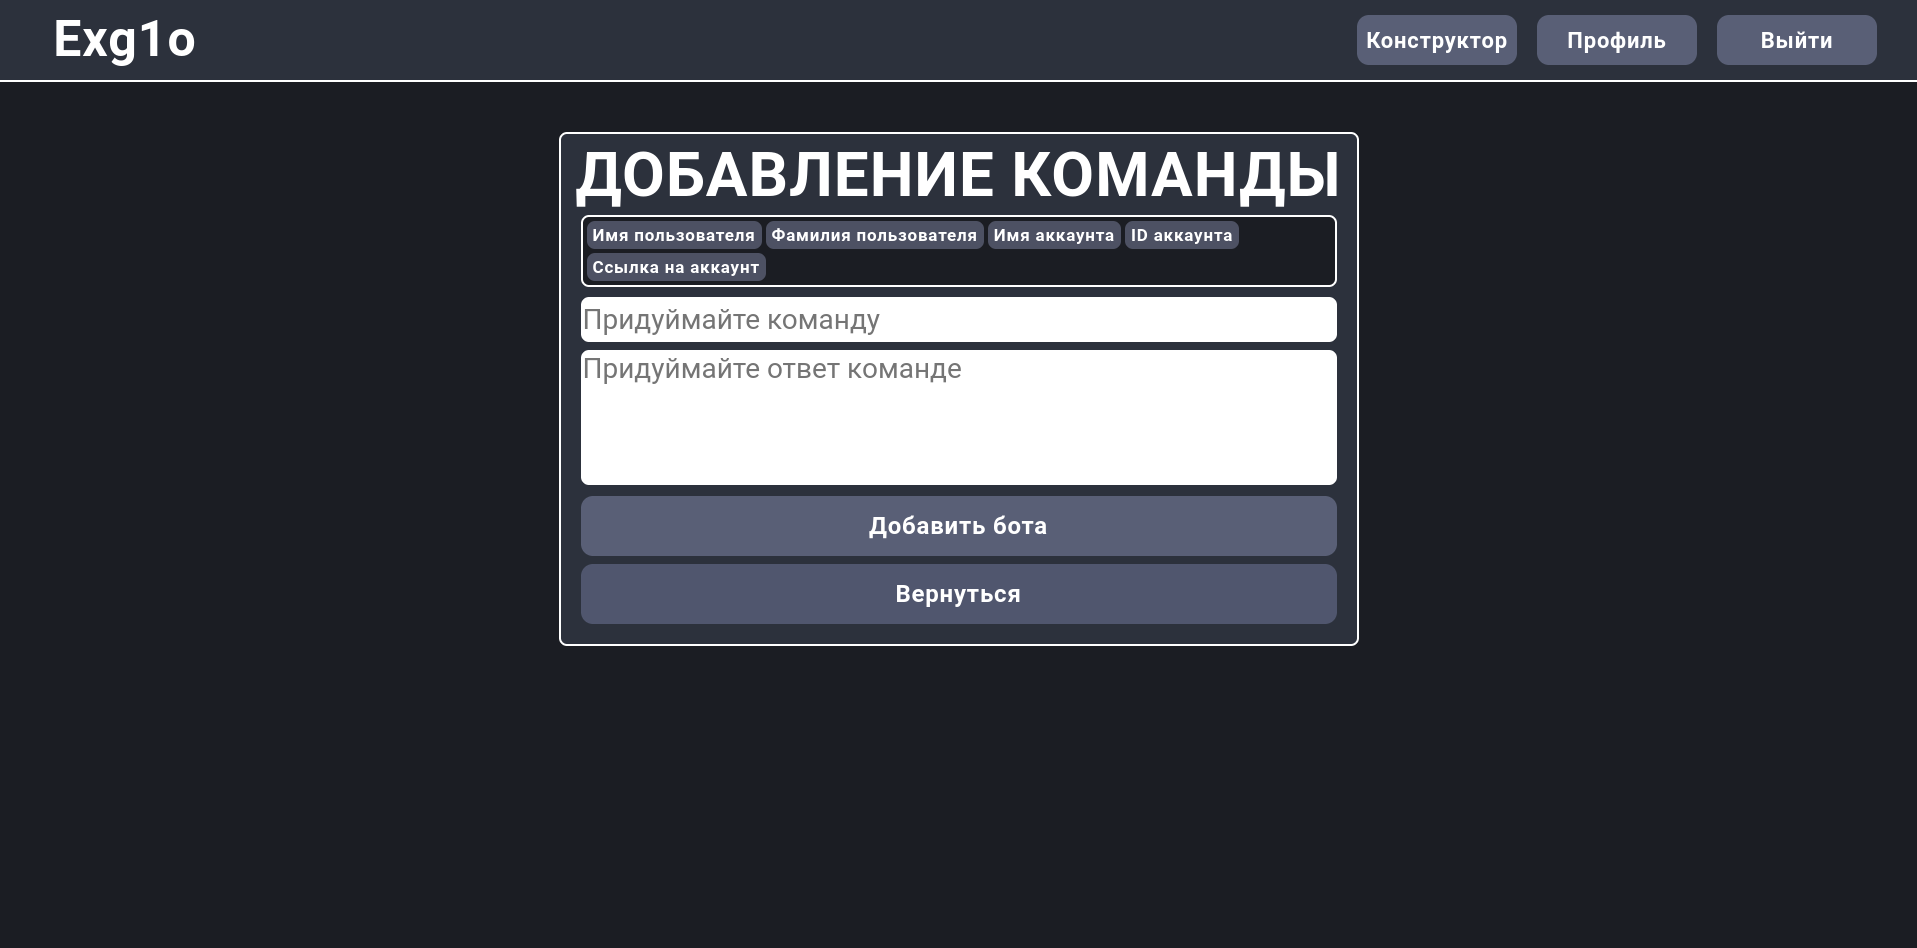 Exg1o
Конструктор
Профиль
Выйти
ДОБАВЛЕНИЕ КОМАНДЫ
Имя пользователя Фамилия пользователя Имя аккаунта ID аккаунта
Ссылка на аккаунт
Придуймайте команду
Придуймайте ответ команде
Добавить бота
Вернуться